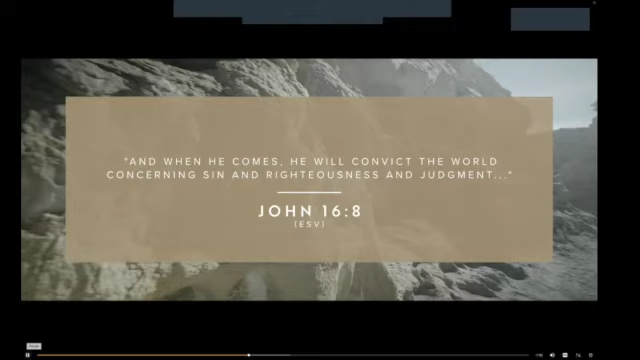 "AND WHEN HE COMES, HE WILL CONVICT THE WORLD
CONCERNING SIN AND RIGHTEOUSNESS AND JUDGMENT..."
JOHN 16:8
(ESV)